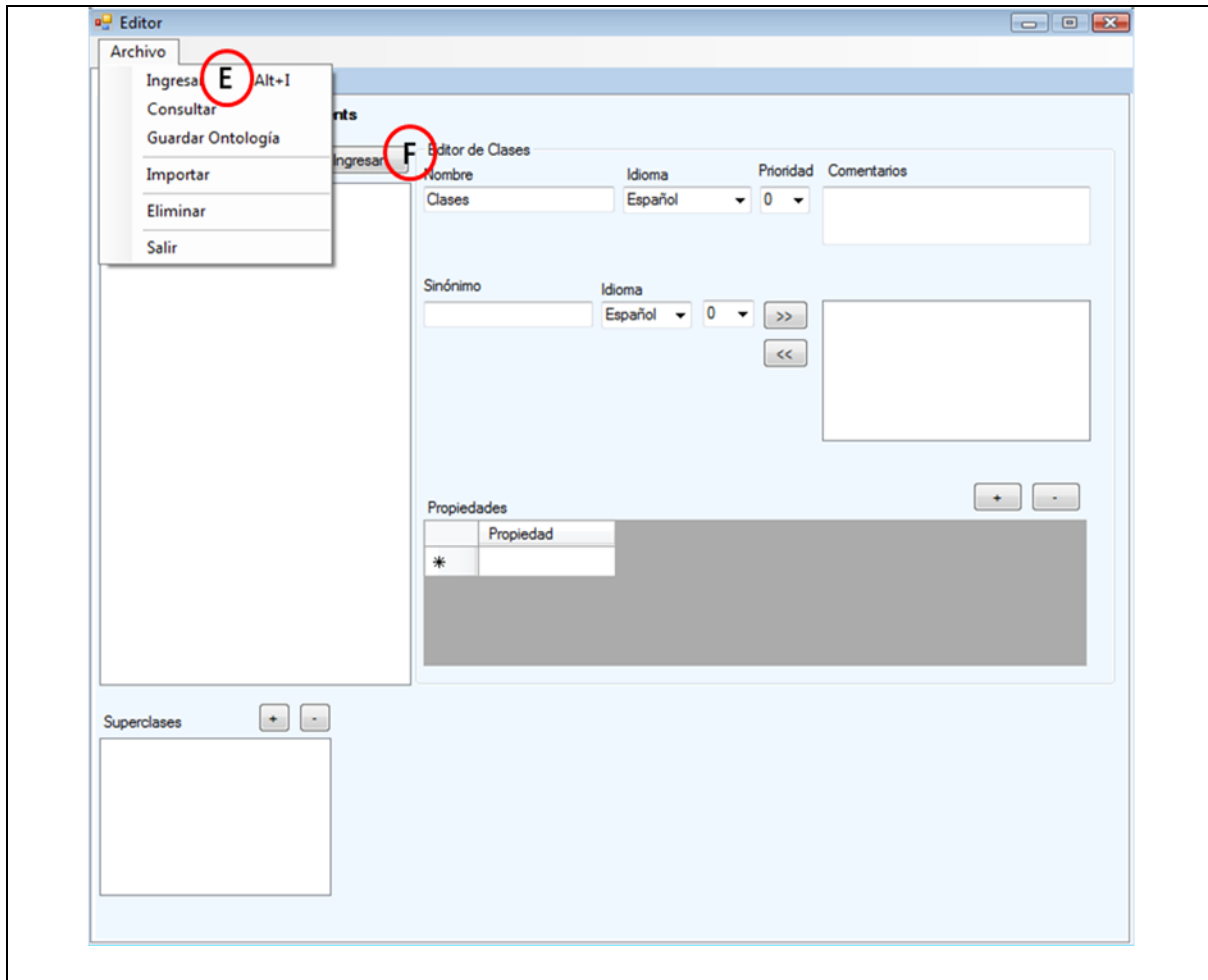 Editor
Archivo
Ingresar E Alt+I
Consultar
Guardar Ontología
Importar
Eliminar
Salir
nts
Ingresar F
Editor de Clases
Nombre Idioma Prioridad Comentarios
Clases Español 0
Sinónimo Idioma
Español 0 >>
<<
+ -
Propiedades
Propiedad
*
Superclases + -